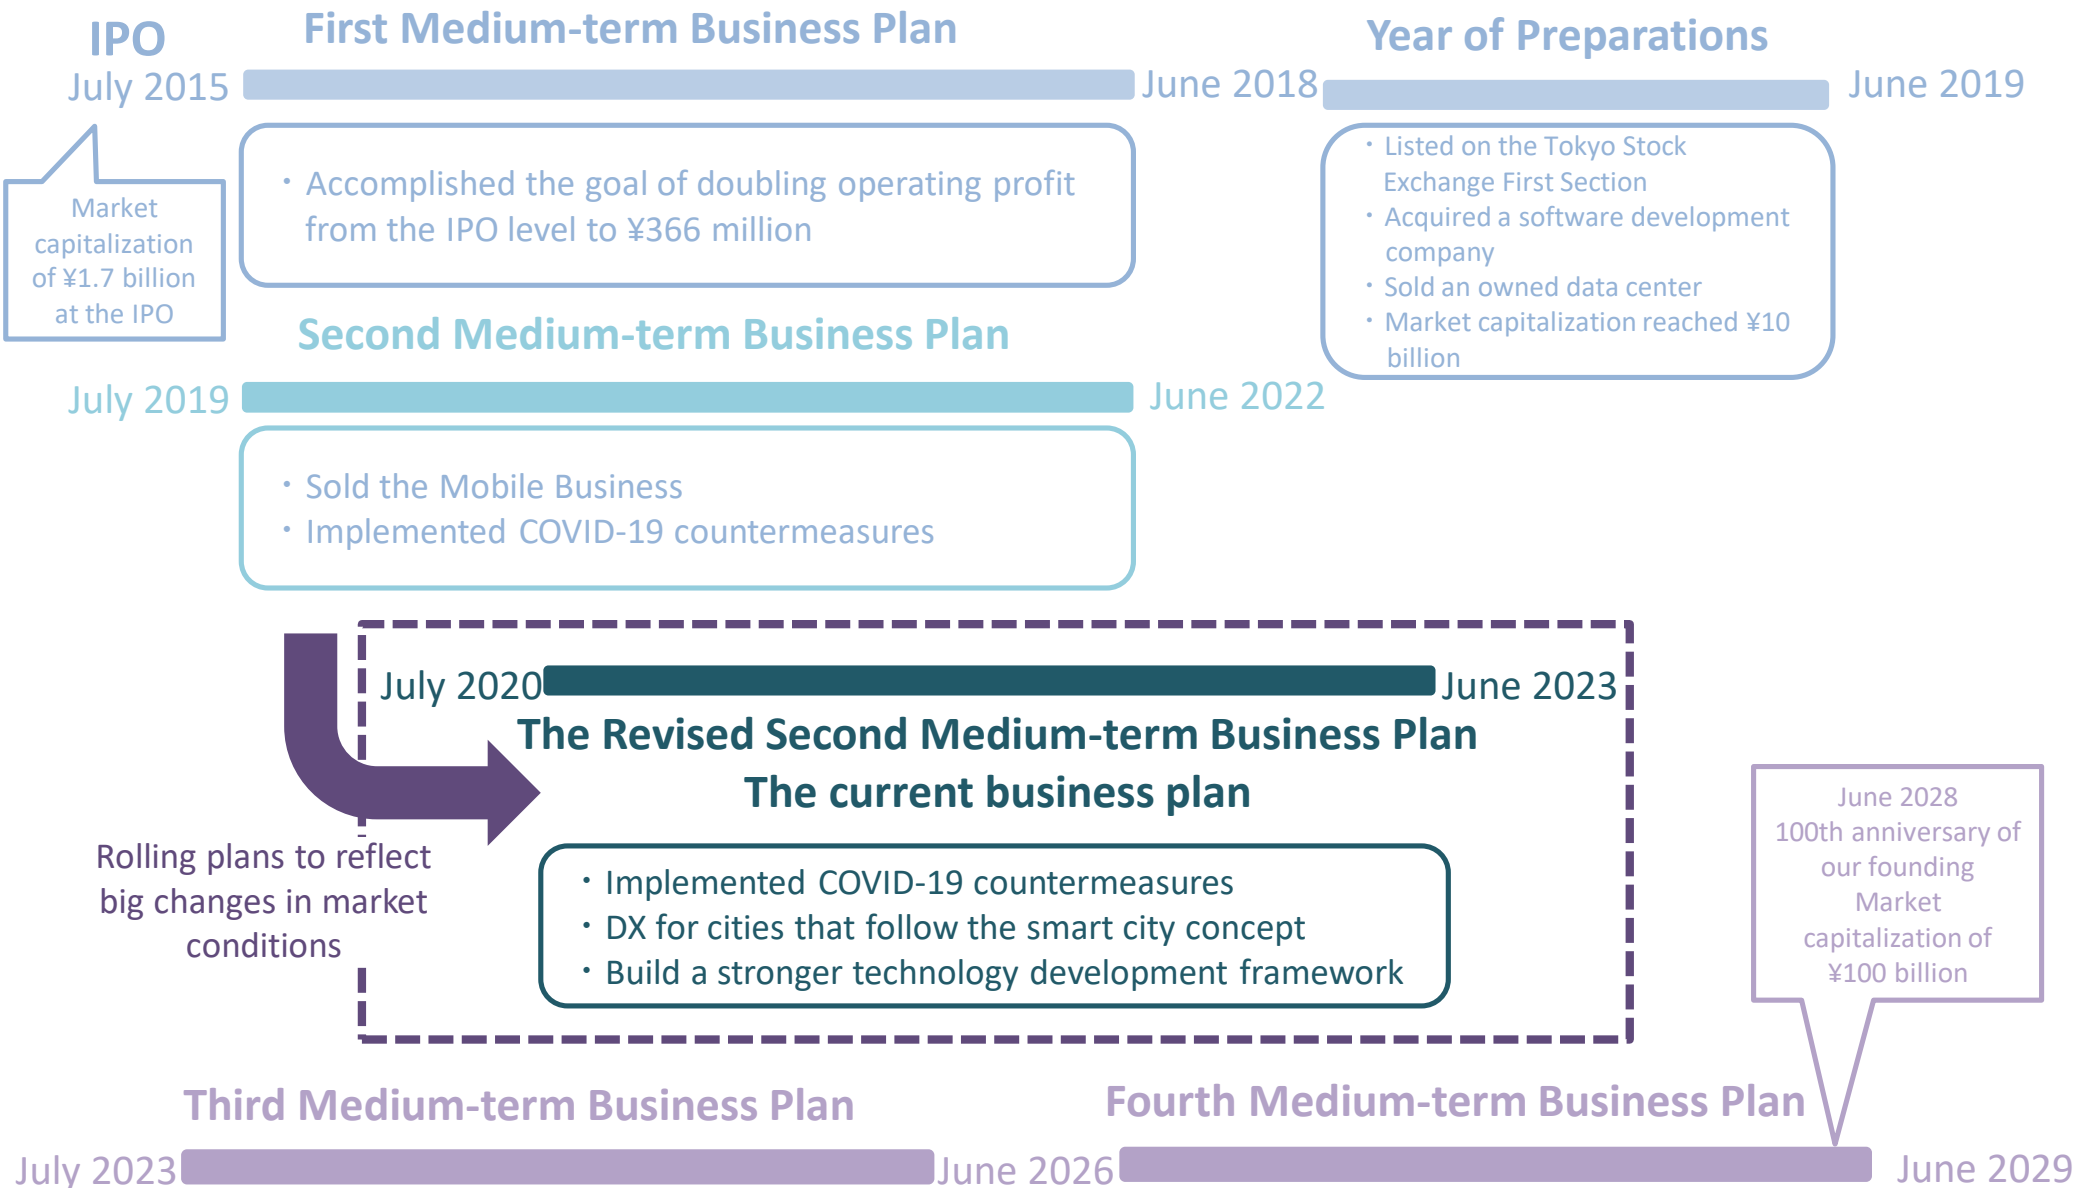 IPO
July 2015
Market
capitalization
of ¥1.7 billion
at the IPO
First Medium-term Business Plan
June 2018
・Accomplished the goal of doubling operating profit
from the IPO level to ¥366 million
Year of Preparations
June 2019
・Listed on the Tokyo Stock
Exchange First Section
・Acquired a software development
company
・Sold an owned data center
・Market capitalization reached ¥10
billion
Second Medium-term Business Plan
July 2019
June 2022
・Sold the Mobile Business
・Implemented COVID-19 countermeasures
July 2020
June 2023
The Revised Second Medium-term Business Plan
The current business plan
Rolling plans to reflect
big changes in market
conditions
・Implemented COVID-19 countermeasures
・DX for cities that follow the smart city concept
・Build a stronger technology development framework
June 2028
100th anniversary of
our founding
Market
capitalization of
¥100 billion
Third Medium-term Business Plan
July 2023
June 2026
Fourth Medium-term Business Plan
June 2029